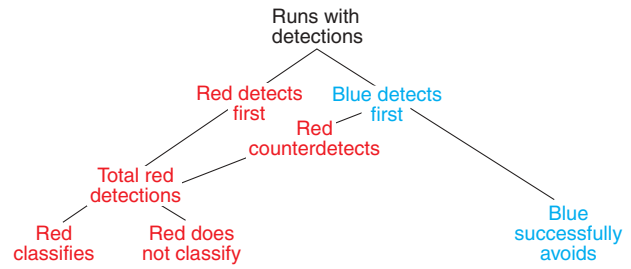 Runs with
detections
Red detects
first
Blue detects
first
Red
counterdetects
Total red
detections
Red
classifies
Red does
not classify
Blue
successfully
avoids